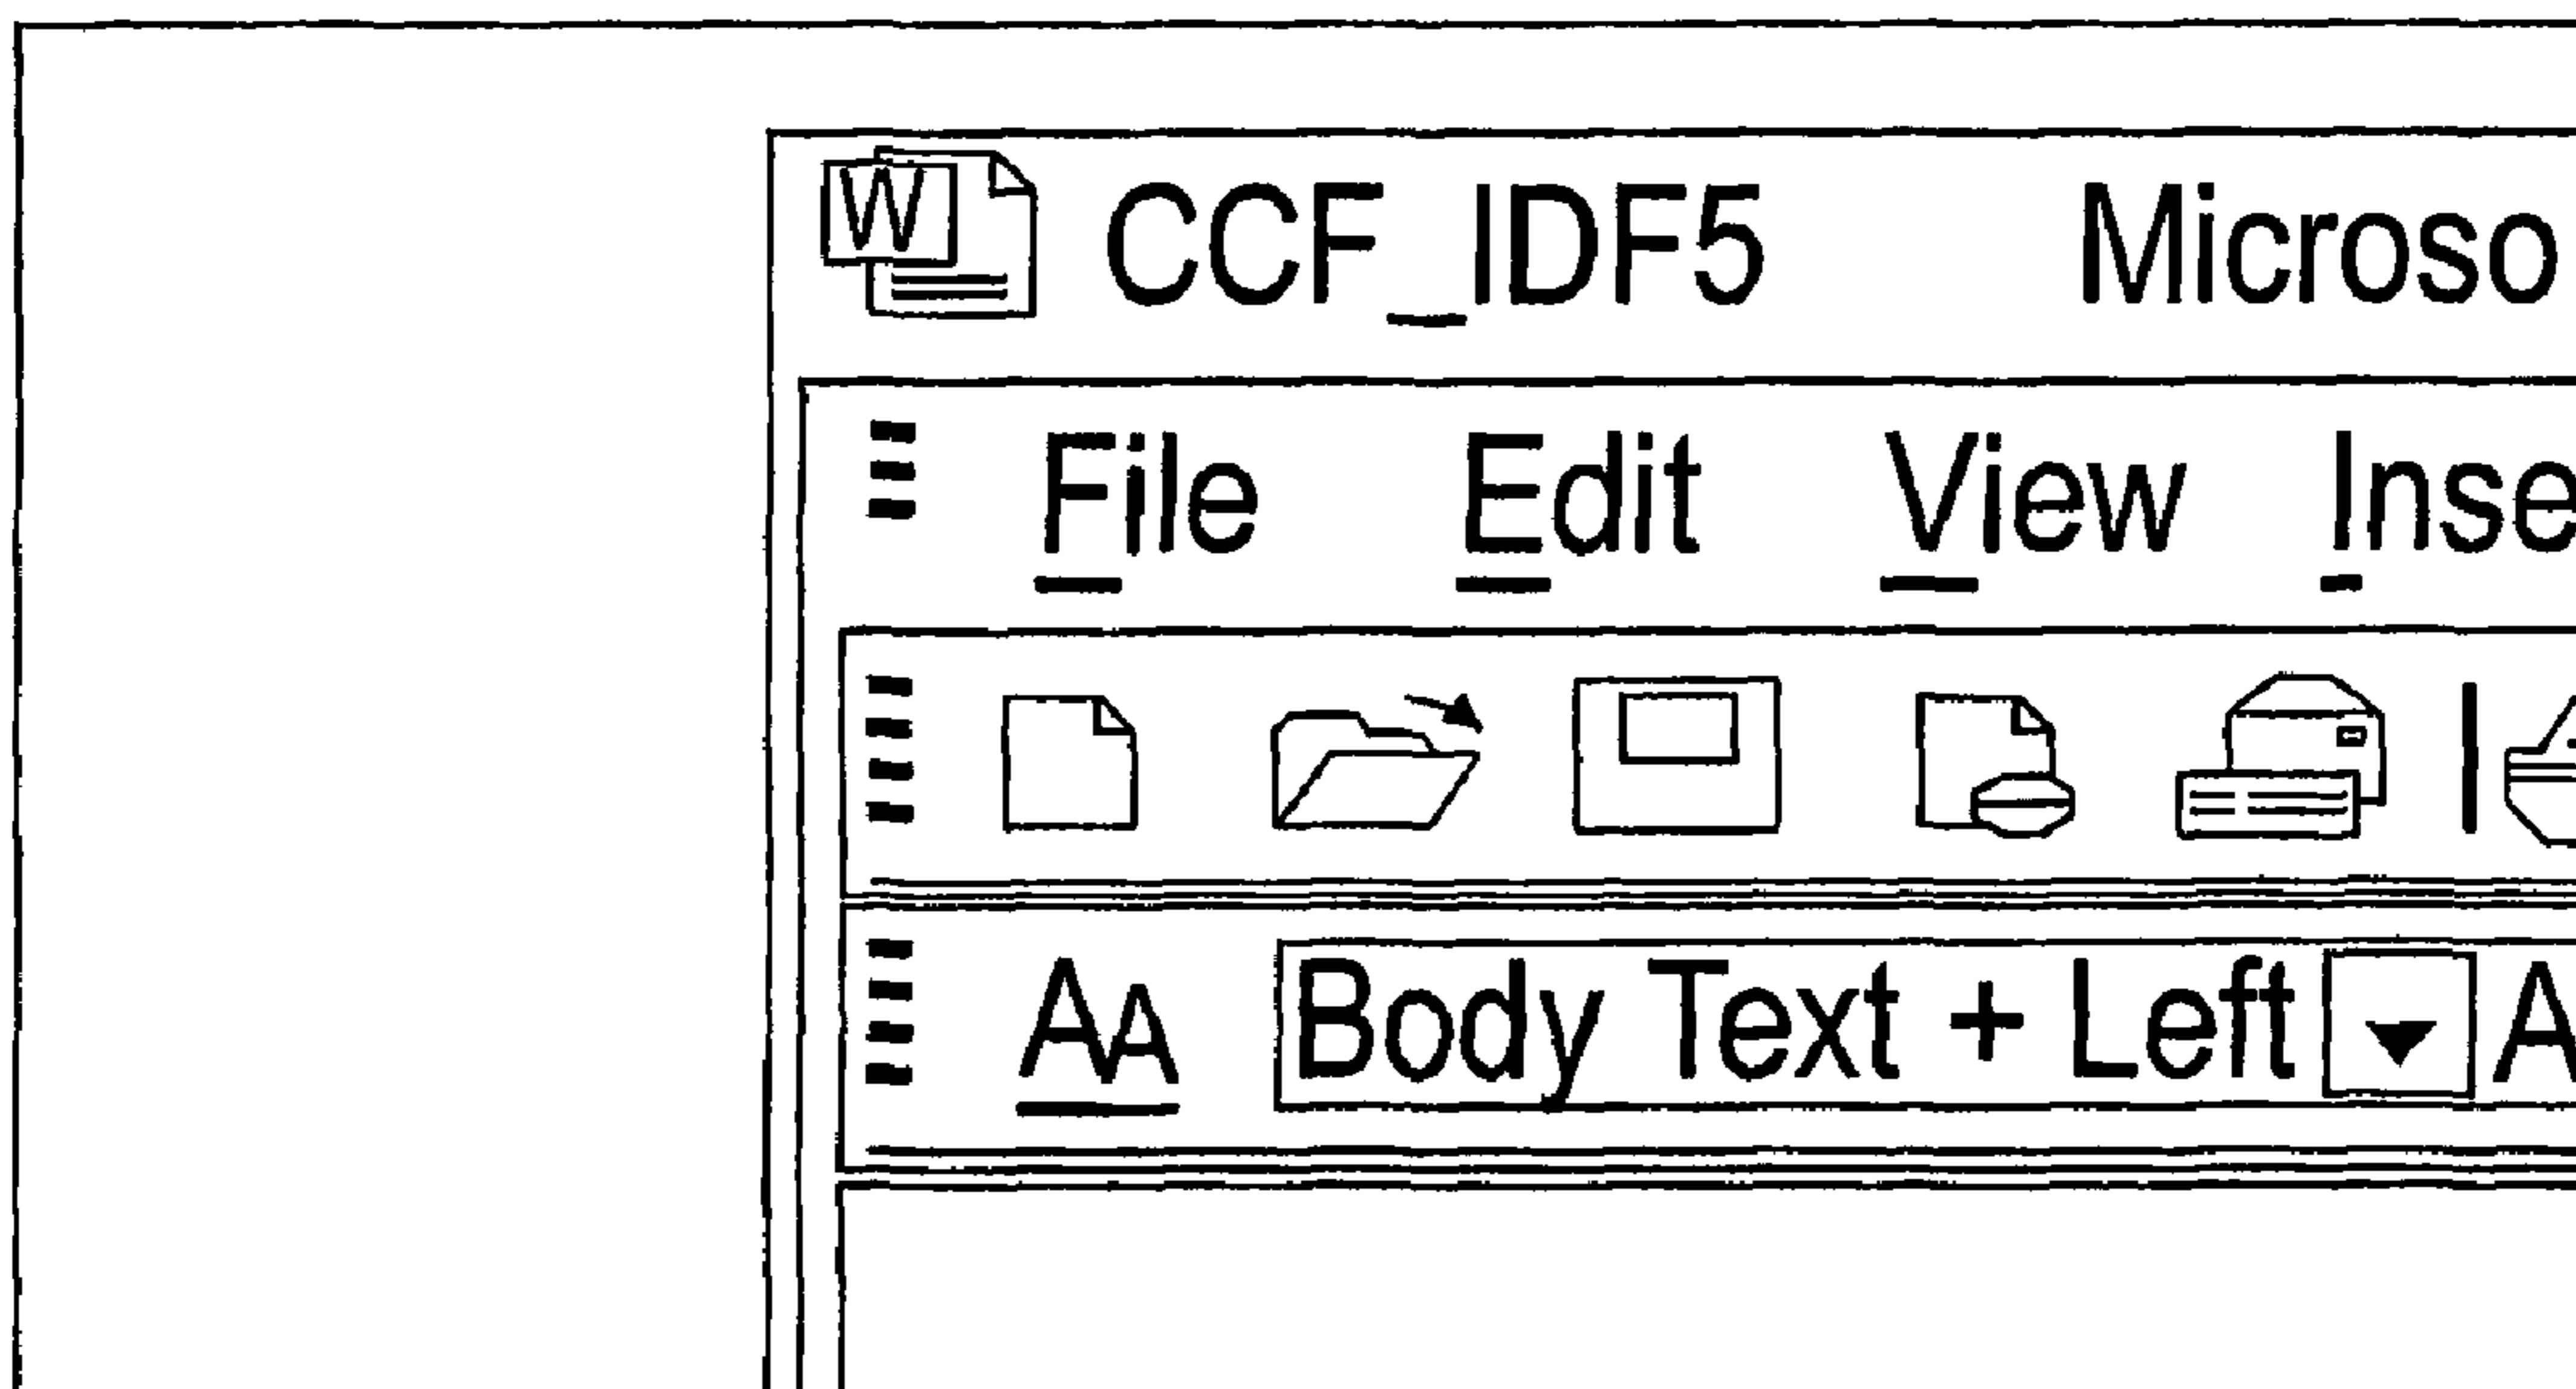 W CCF_IDF5 Microso
File Edit View Inse
AA Body Text + Left A